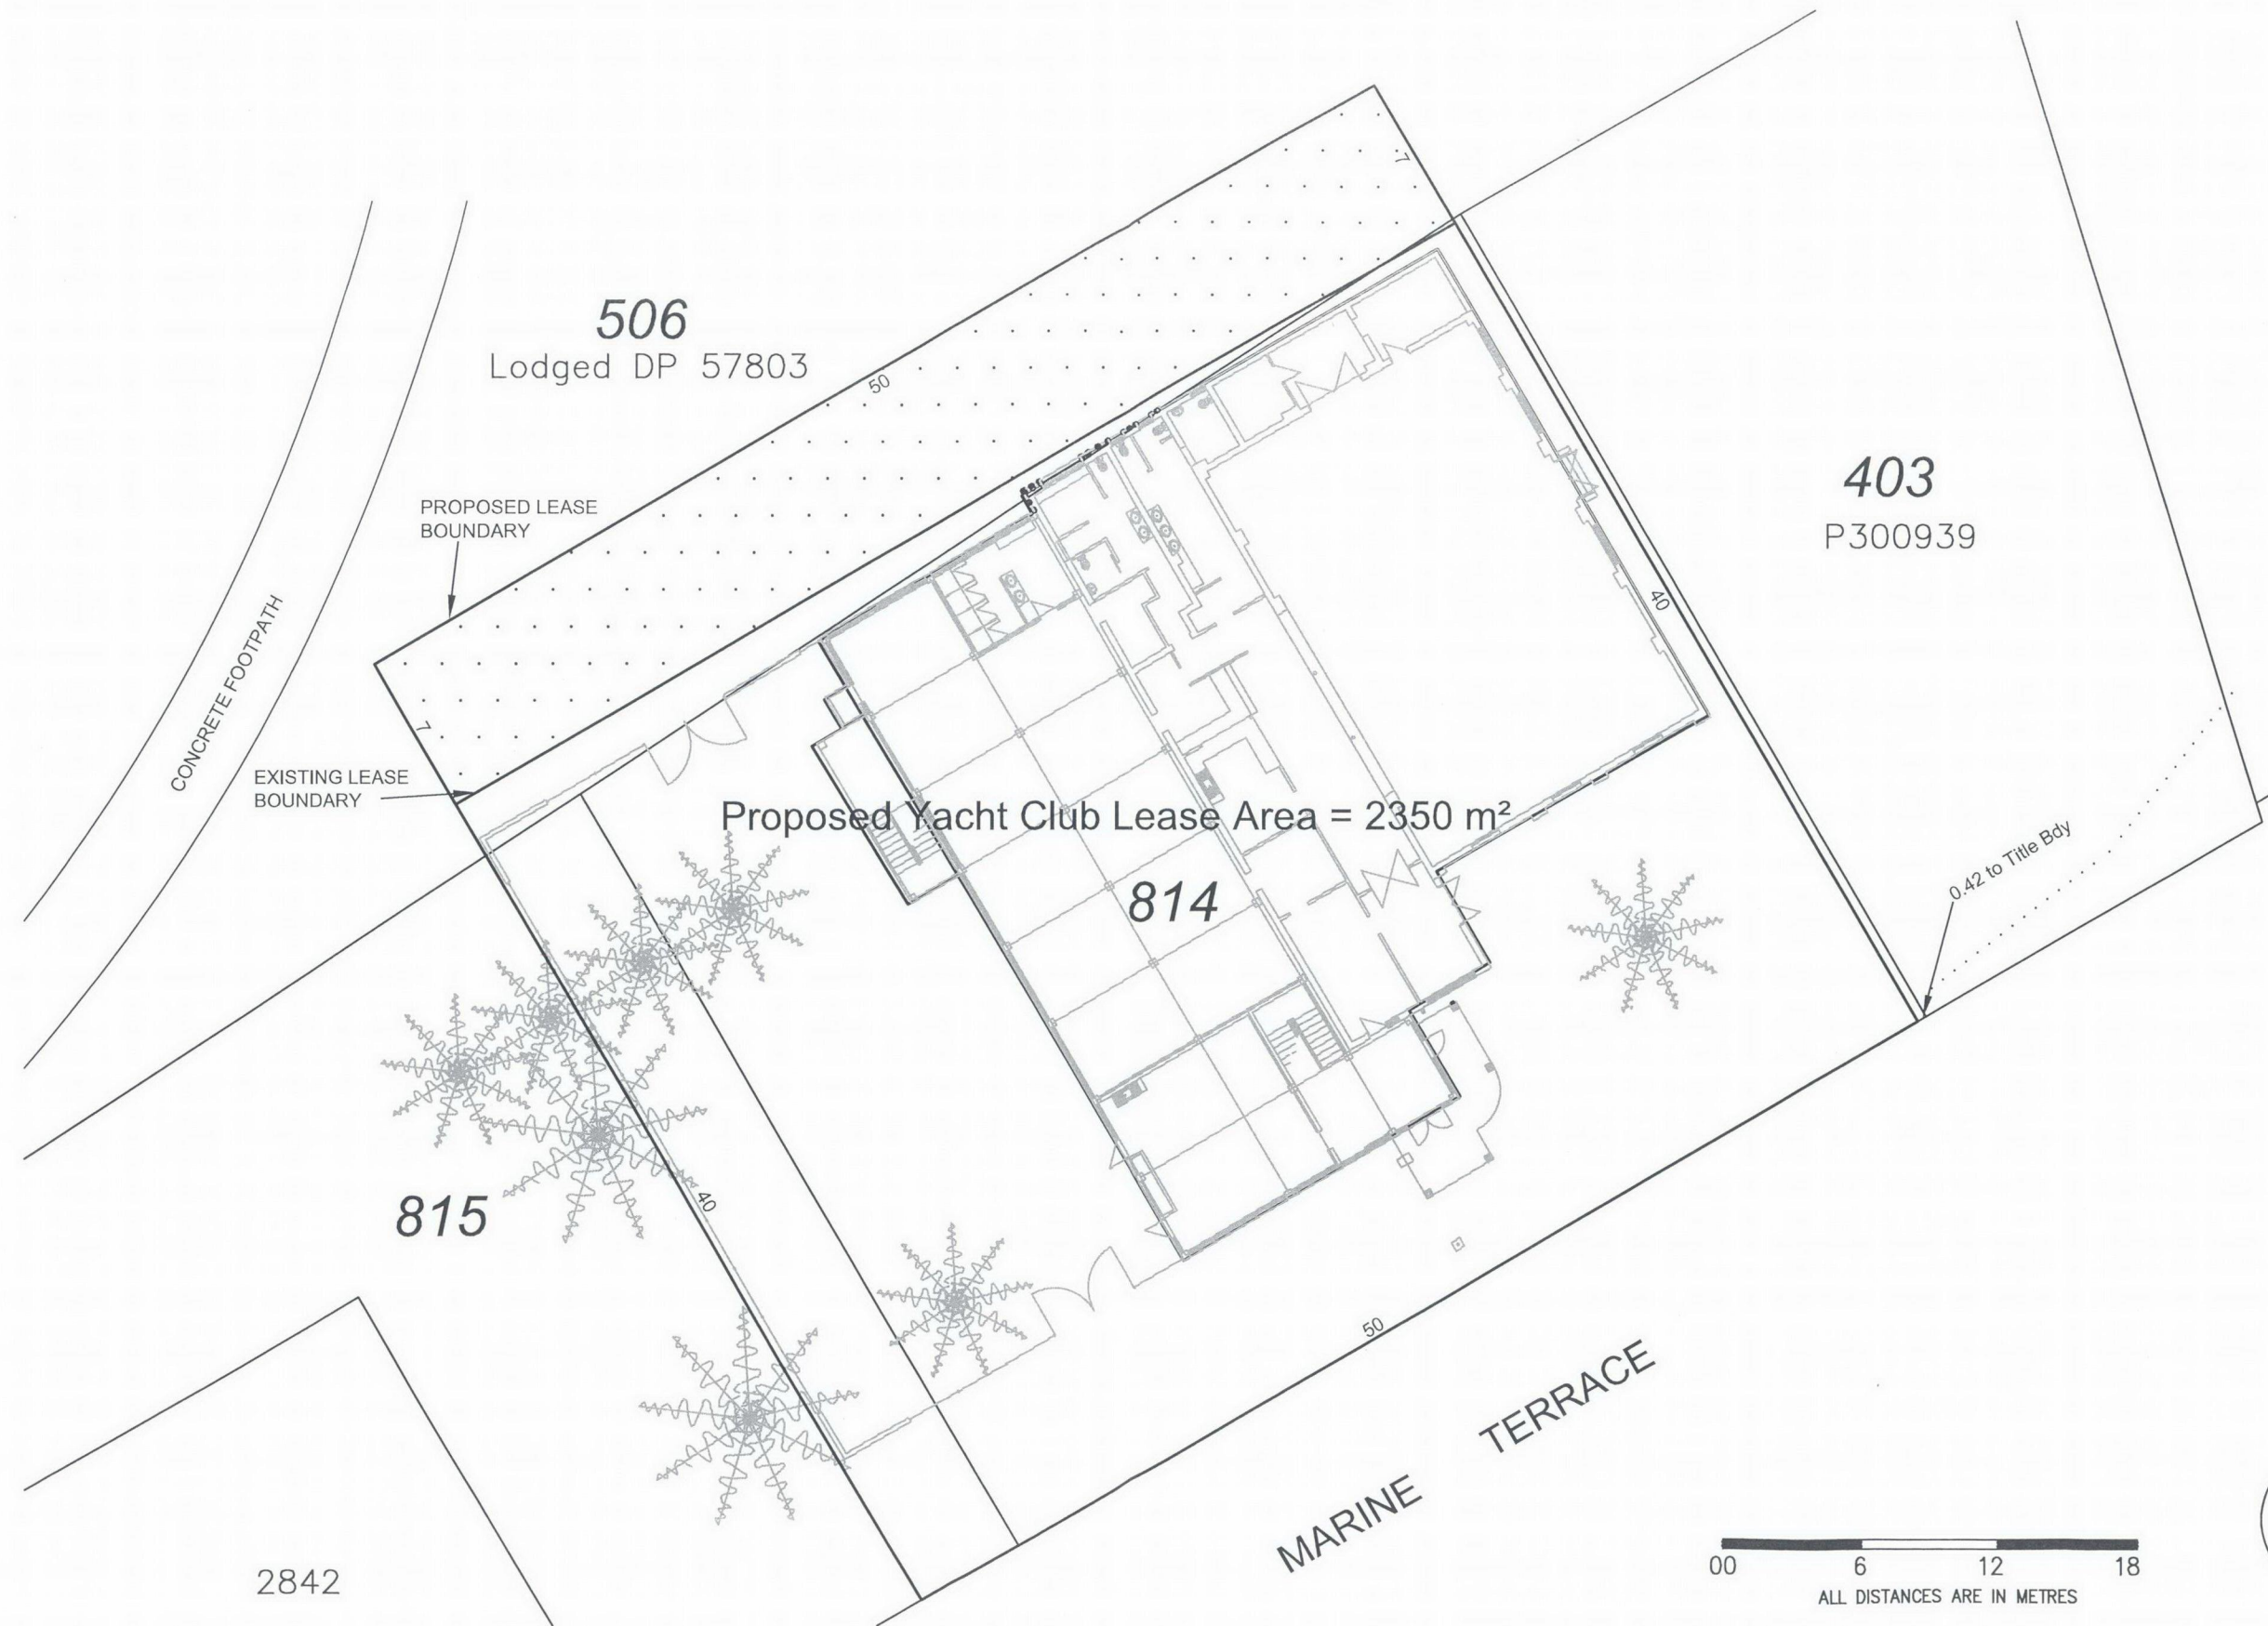 7
506
Lodged DP 57803
50
403
P300939
PROPOSED LEASE
BOUNDARY
40
CONCRETE FOOTPATH
7
EXISTING LEASE
BOUNDARY
Proposed Yacht Club Lease Area = 2350 m²
0.42 to Title Bdy
814
815
40
50
MARINE TERRACE
2842
00 6 12 18
ALL DISTANCES ARE IN METRES